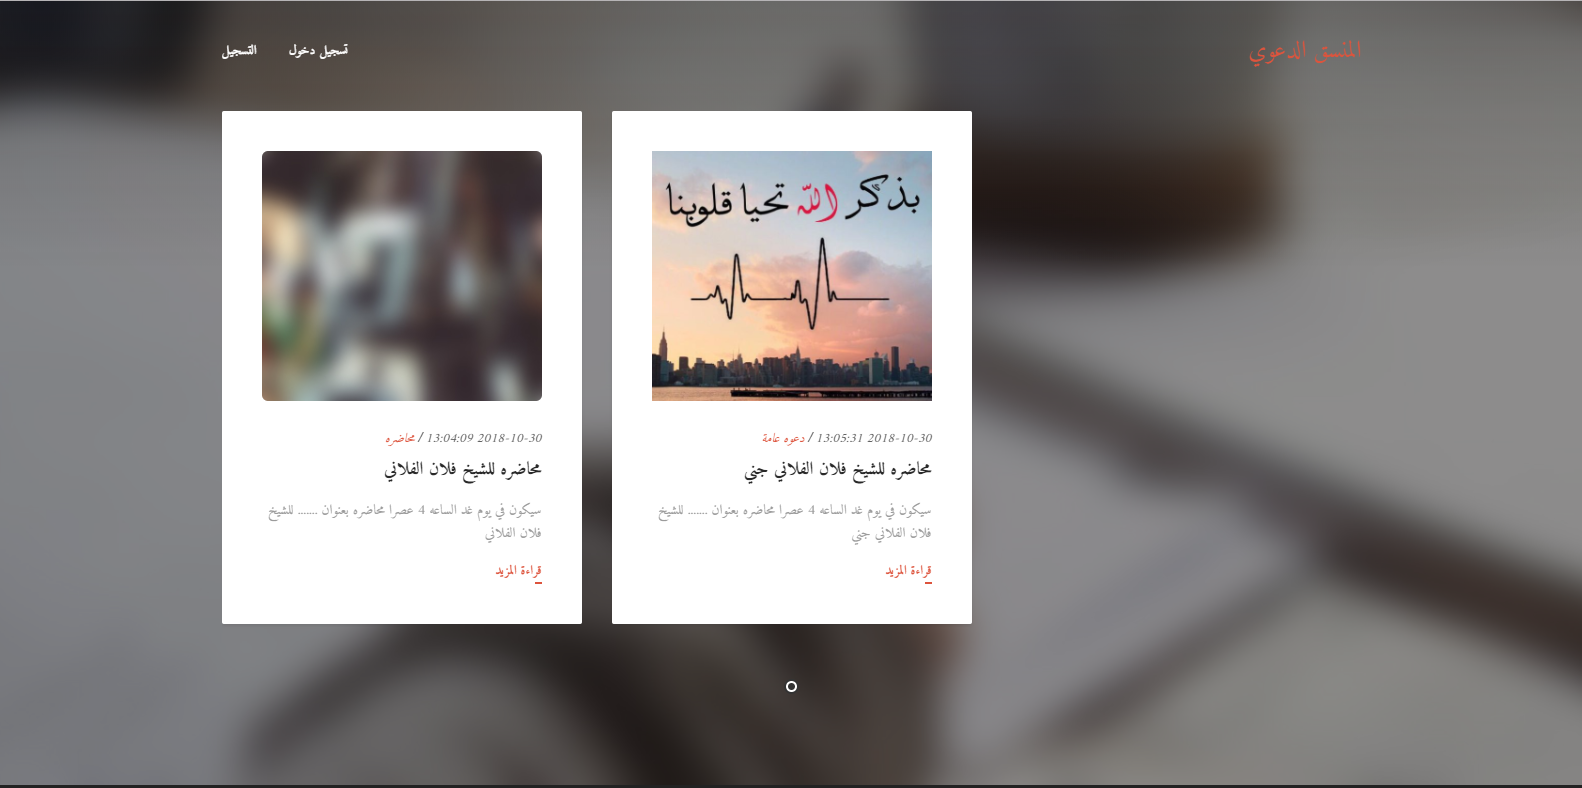 المنسق الدعوي
تسجيل دخول
التسجيل
بذكر الله تحيا قلوبنا
2018-10-30 13:05:31 / دعوه عامة
محاضره للشيخ فلان الفلاني جني
سيكون في يوم غد الساعه 4 عصرا محاضره بعنوان ....... للشيخ
فلان الفلاني جني
قراءة المزيد
2018-10-30 13:04:09 / محاضره
محاضره للشيخ فلان الفلاني
سيكون في يوم غد الساعه 4 عصرا محاضره بعنوان ....... للشيخ
فلان الفلاني
قراءة المزيد